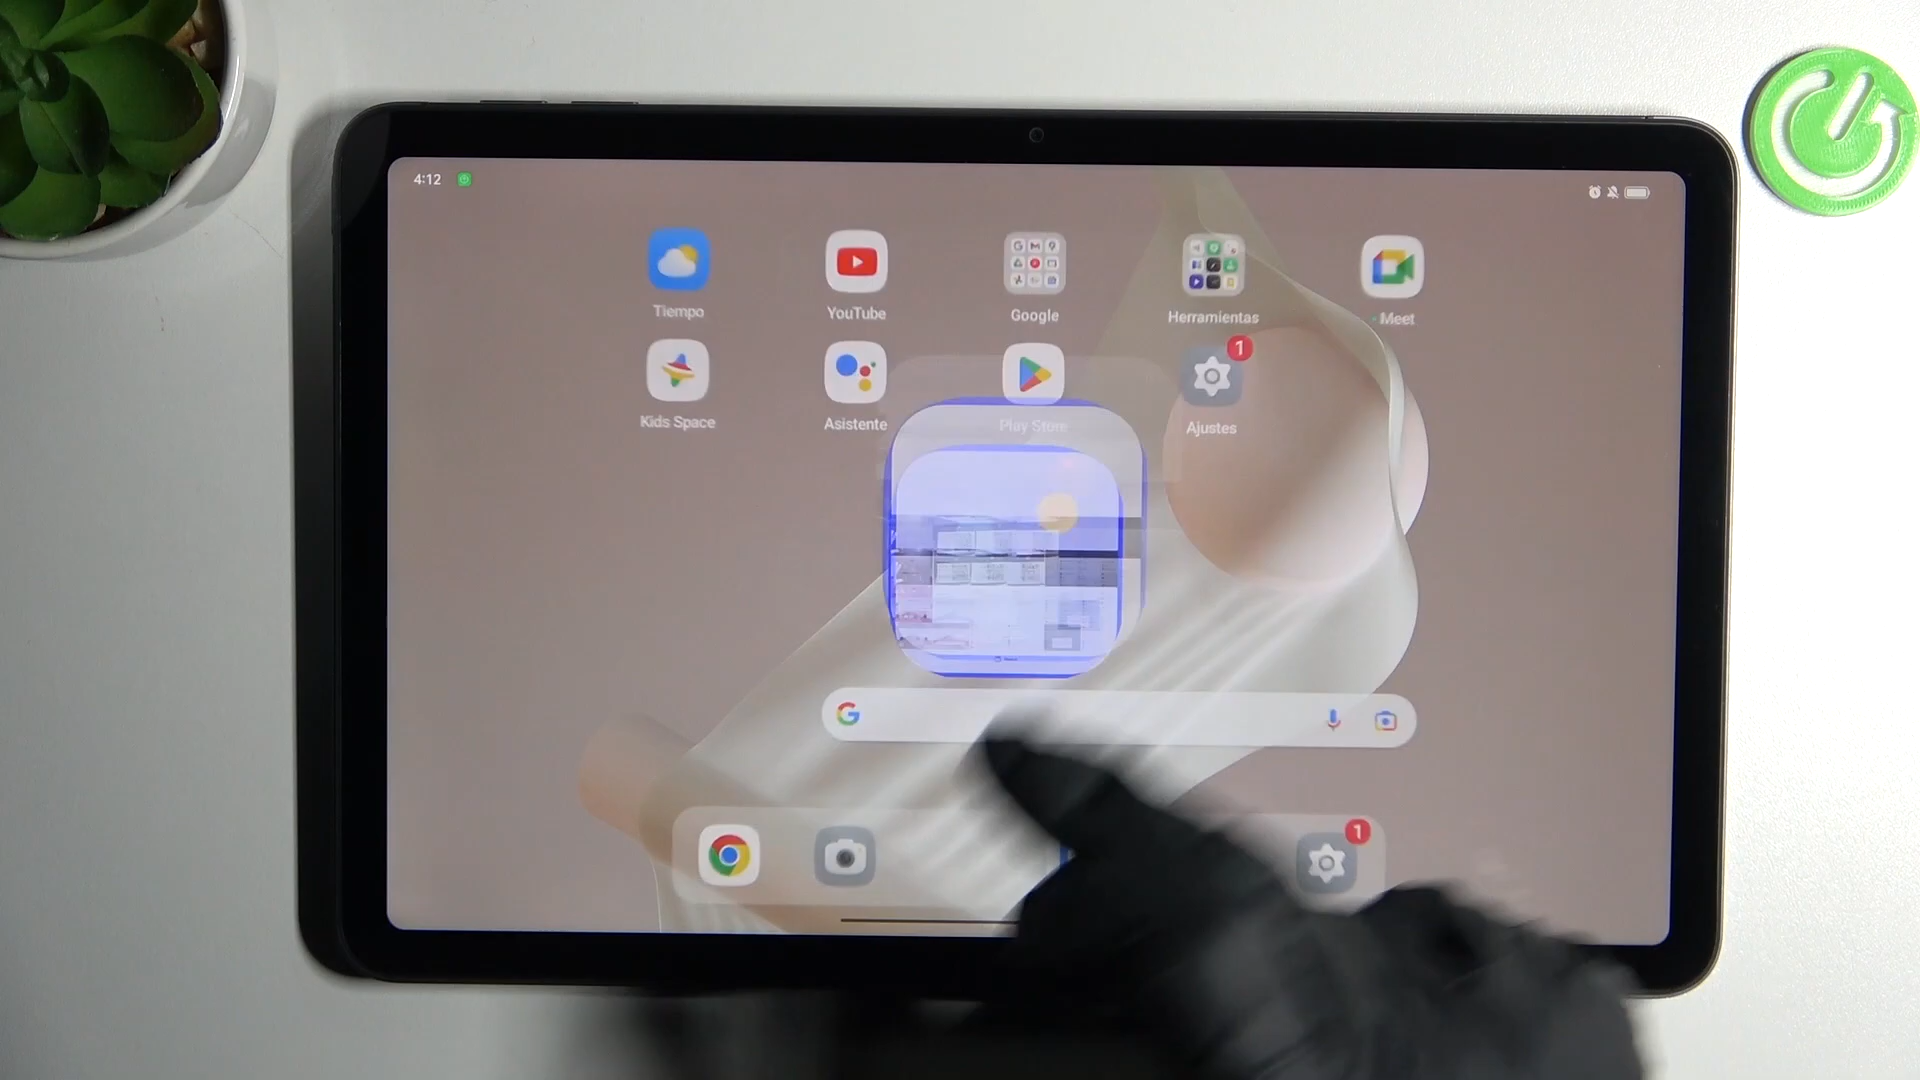 4:12
Tiempo
YouTube
Google
Herramientas
Meet
1
Kids Space
Asistente
Play Store
Ajustes
1